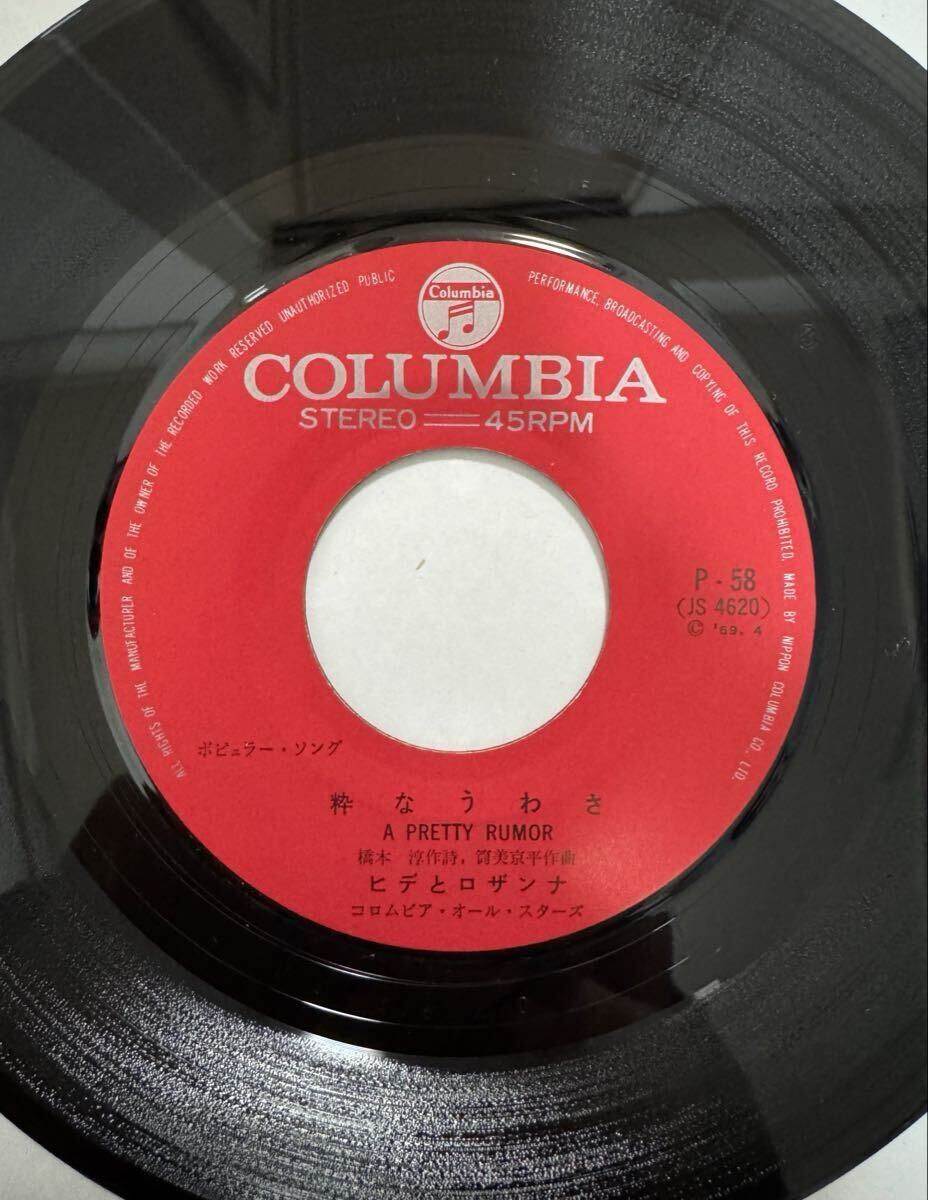 ALL RIGHTS OF THE MANUFACTURER AND OF THE OWNER OF THE RECORDED WORK RESERVED UNAUTHORIZED PUBLIC PERFORMANCE, BROADCASTING AND COPYING OF THIS RECORD PROHIBITED, MADE BY NIPPON COLUMBIA CO., LTD.
Columbia
COLUMBIA
STEREO 45RPM
P - 58
(JS 4620)
© '69. 4
ポピュラー・ソング
粋なうわさ
A PRETTY RUMOR
橋本 淳作詩, 筒美京平作曲
ヒデとロザンナ
コロムビア・オール・スターズ